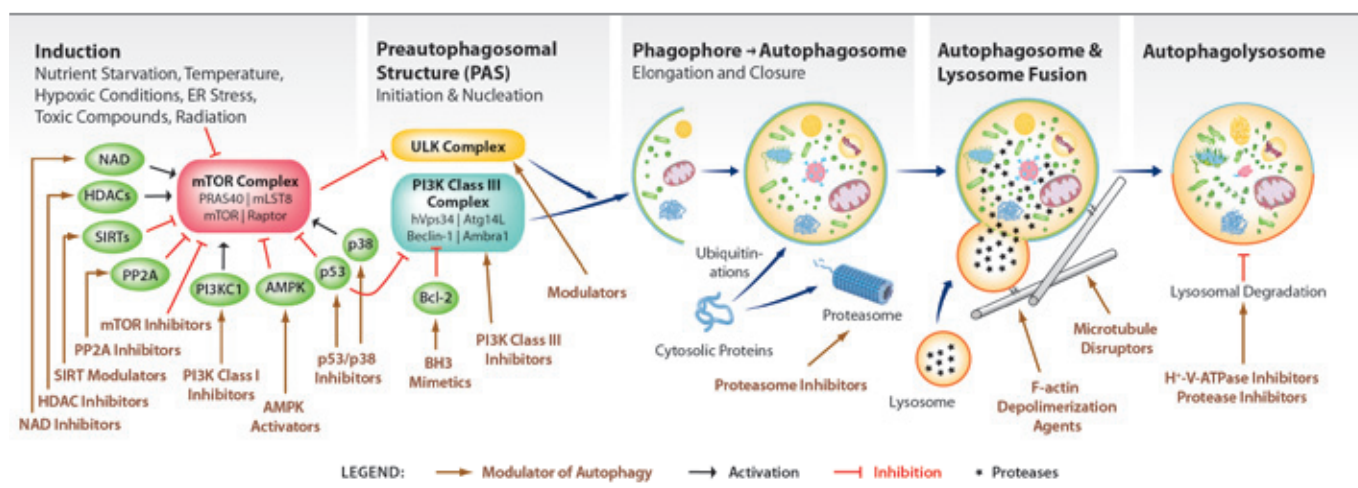 Induction
Nutrient Starvation, Temperature,
Hypoxic Conditions, ER Stress,
Toxic Compounds, Radiation
NAD
HDACs
SIRTs
PP2A
PI3KC1
AMPK
p53
p38
mTOR Complex
PRAS40 | mLST8
mTOR | Raptor
mTOR Inhibitors
PP2A Inhibitors
SIRT Modulators
HDAC Inhibitors
NAD Inhibitors
PI3K Class I
Inhibitors
AMPK
Activators
p53/p38
Inhibitors
Preautophagosomal
Structure (PAS)
Initiation & Nucleation
ULK Complex
PI3K Class III
Complex
hVps34 | Atg14L
Beclin-1 | Ambra1
Bcl-2
BH3
Mimetics
PI3K Class III
Inhibitors
Modulators
Phagophore → Autophagosome
Elongation and Closure
Ubiquitin-
ations
Cytosolic Proteins
Proteasome
Proteasome Inhibitors
Autophagosome &
Lysosome Fusion
Lysosome
Microtubule
Disruptors
F-actin
Depolimerization
Agents
Autophagolysosome
Lysosomal Degradation
H⁺-V-ATPase Inhibitors
Protease Inhibitors
LEGEND: Modulator of Autophagy Activation Inhibition Proteases